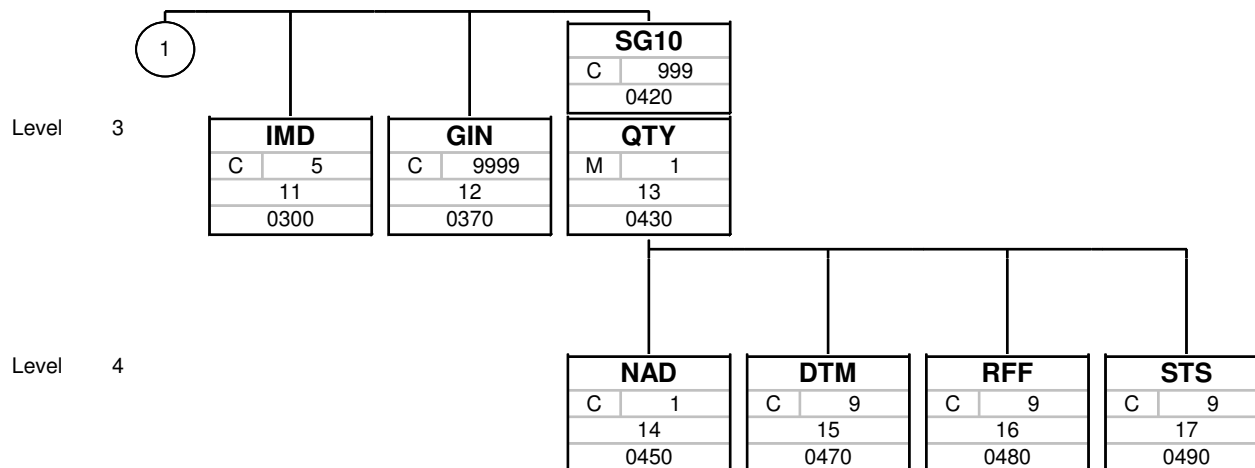 1
SG10
C 999
0420
Level 3
IMD GIN QTY
C 5 C 9999 M 1
11 12 13
0300 0370 0430
Level 4
NAD DTM RFF STS
C 1 C 9 C 9 C 9
14 15 16 17
0450 0470 0480 0490